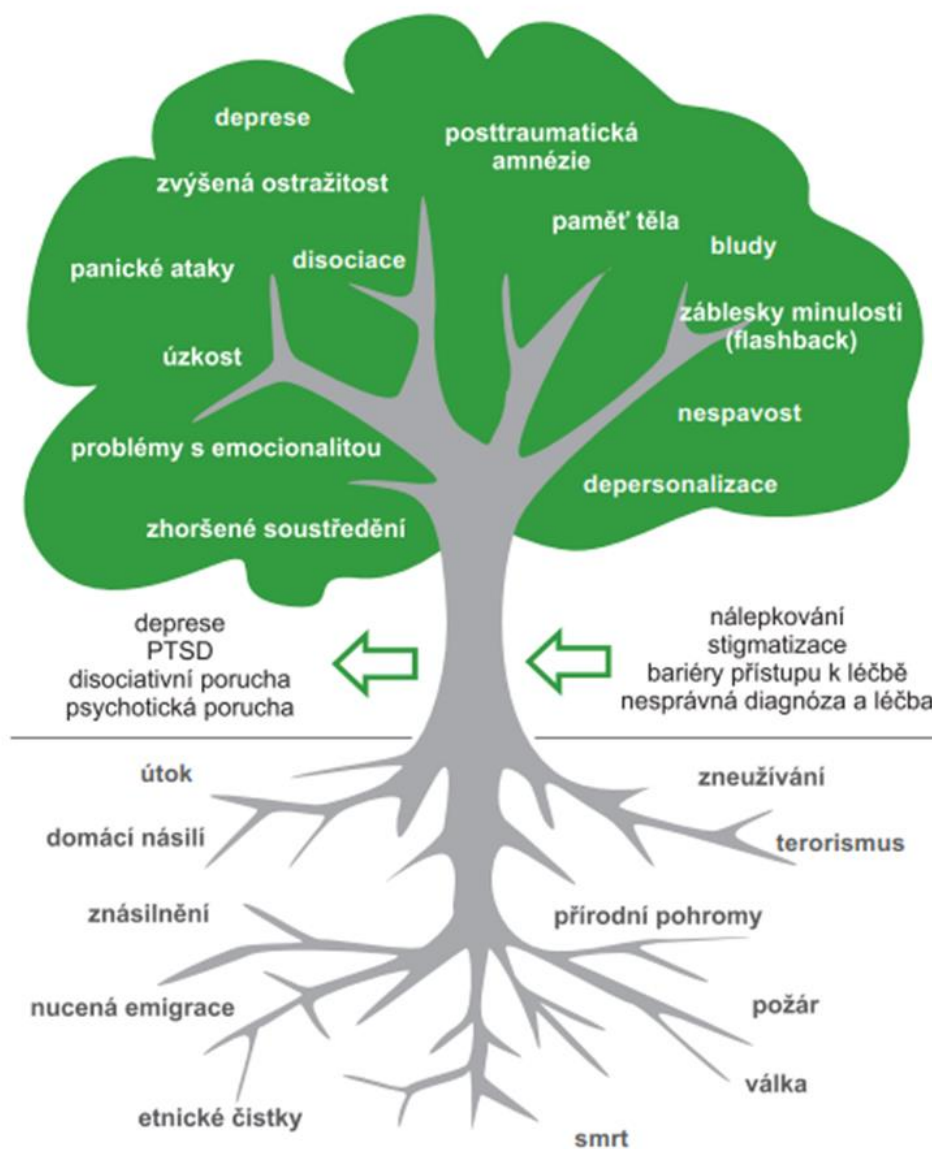 deprese
posttraumatická
amnézie
zvýšená ostražitost
paměť těla
bludy
disociace
panické ataky
záblesky minulosti
(flashback)
úzkost
nespavost
problémy s emocionalitou
depersonalizace
zhoršené soustředění
deprese
PTSD
disociativní porucha
psychotická porucha
nálepkování
stigmatizace
bariéry přístupu k léčbě
nesprávná diagnóza a léčba
útok
zneužívání
domácí násilí
terorismus
znásilnění
přírodní pohromy
nucená emigrace
požár
válka
etnické čistky
smrt